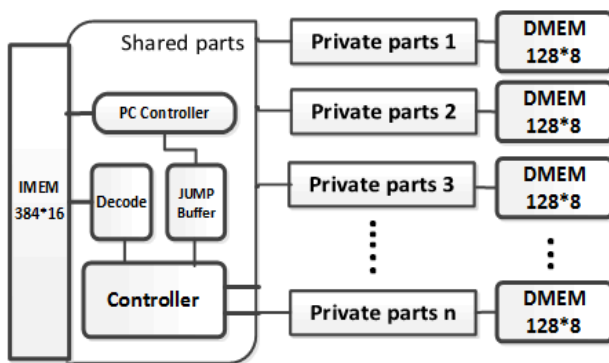 Shared parts
PC Controller
IMEM
384*16
Decode
JUMP
Buffer
Controller
Private parts 1
DMEM
128*8
Private parts 2
DMEM
128*8
Private parts 3
DMEM
128*8
Private parts n
DMEM
128*8